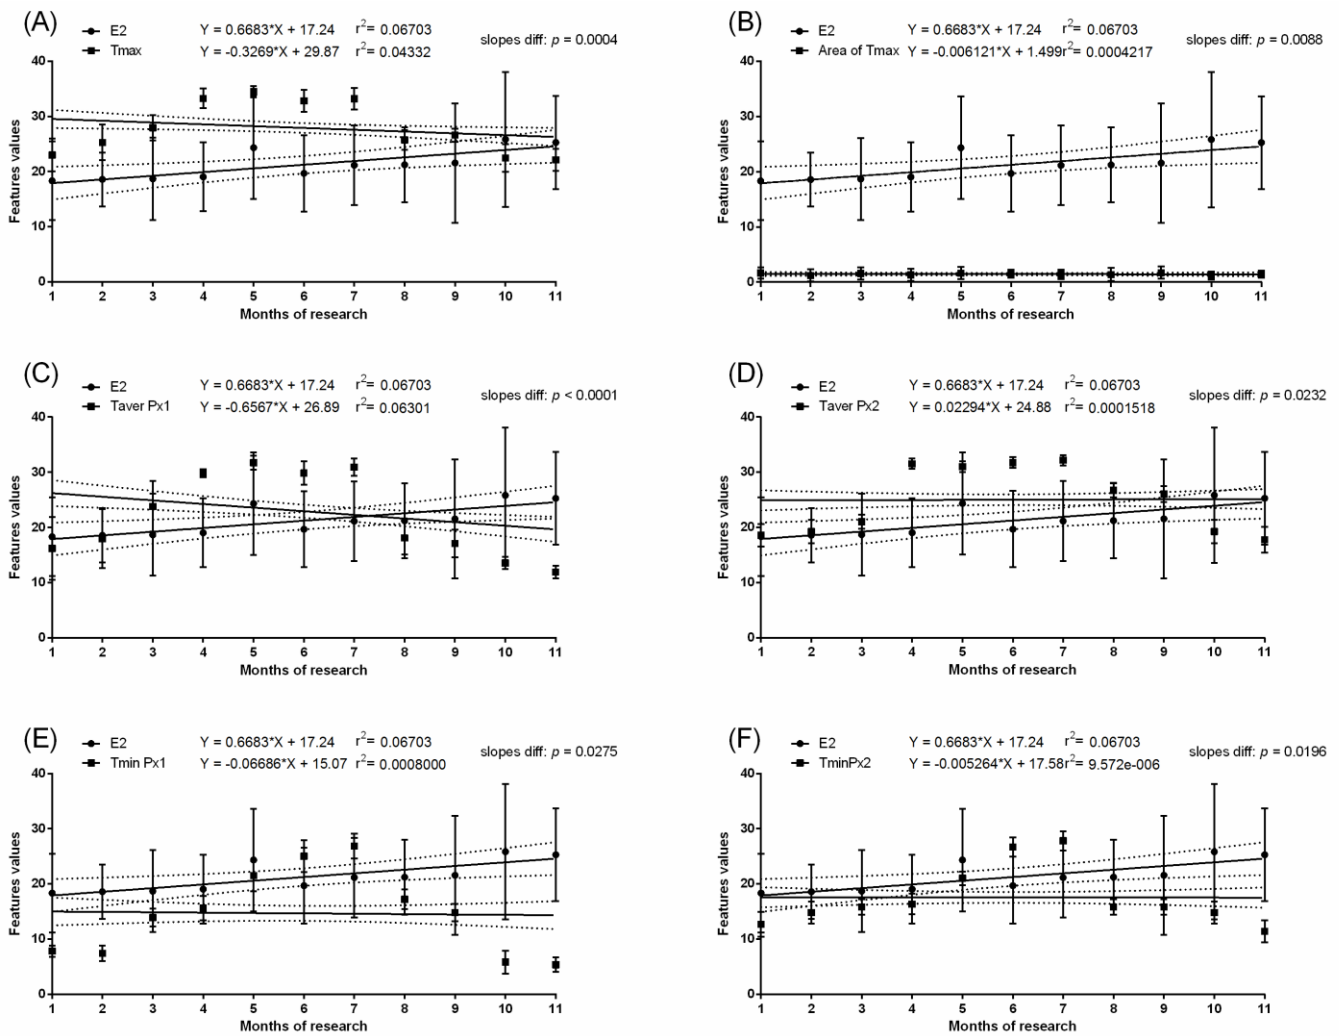 (A)
E2 Y = 0.6683*X + 17.24 r²= 0.06703
Tmax Y = -0.3269*X + 29.87 r²= 0.04332
slopes diff: p = 0.0004
Features values
40
30
20
10
0
1 2 3 4 5 6 7 8 9 10 11
Months of research
(B)
E2 Y = 0.6683*X + 17.24 r²= 0.06703
Area of Tmax Y = -0.006121*X + 1.499r²= 0.0004217
slopes diff: p = 0.0088
Features values
40
30
20
10
0
1 2 3 4 5 6 7 8 9 10 11
Months of research
(C)
E2 Y = 0.6683*X + 17.24 r²= 0.06703
Taver Px1 Y = -0.6567*X + 26.89 r²= 0.06301
slopes diff: p < 0.0001
Features values
40
30
20
10
0
1 2 3 4 5 6 7 8 9 10 11
Months of research
(D)
E2 Y = 0.6683*X + 17.24 r²= 0.06703
Taver Px2 Y = 0.02294*X + 24.88 r²= 0.0001518
slopes diff: p = 0.0232
Features values
40
30
20
10
0
1 2 3 4 5 6 7 8 9 10 11
Months of research
(E)
E2 Y = 0.6683*X + 17.24 r²= 0.06703
Tmin Px1 Y = -0.06686*X + 15.07 r²= 0.0008000
slopes diff: p = 0.0275
Features values
40
30
20
10
0
1 2 3 4 5 6 7 8 9 10 11
Months of research
(F)
E2 Y = 0.6683*X + 17.24 r²= 0.06703
TminPx2 Y = -0.005264*X + 17.58r²= 9.572e-006
slopes diff: p = 0.0196
Features values
40
30
20
10
0
1 2 3 4 5 6 7 8 9 10 11
Months of research